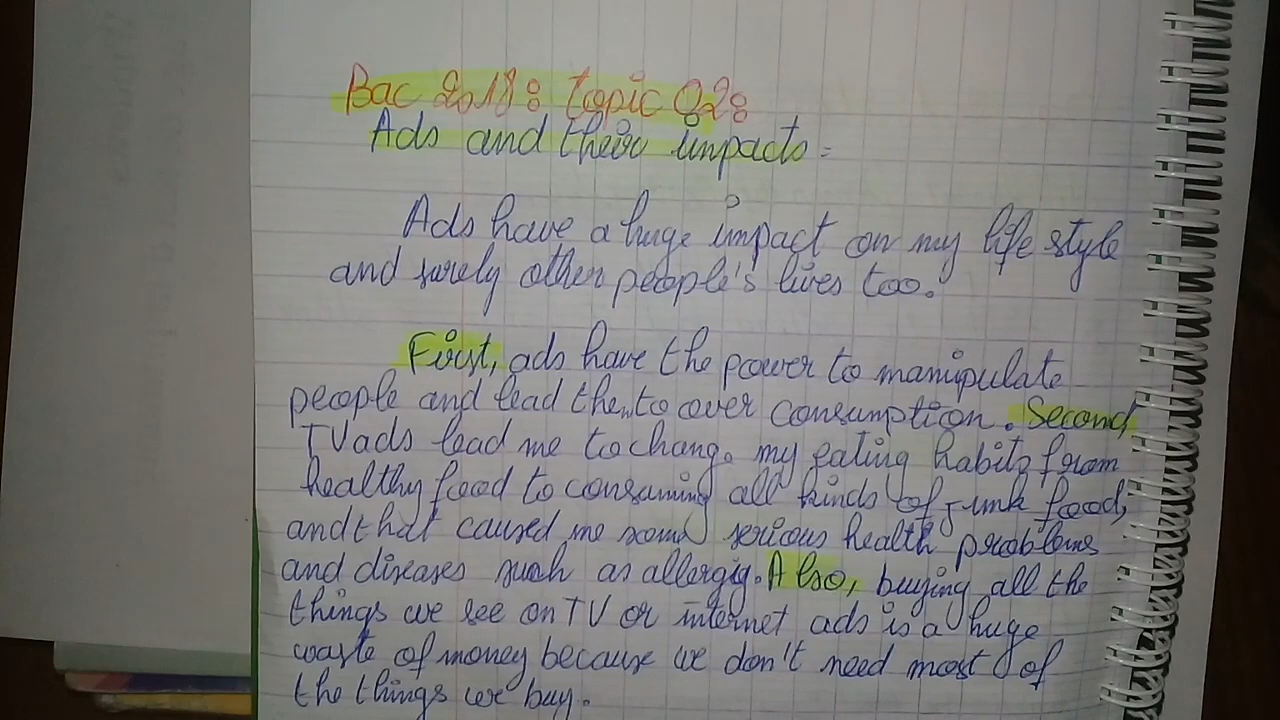 Bac 2018: topic 02:
Ads and their impacts:
Ads have a huge impact on my life style
and surely other people's lives too.
First, ads have the power to manipulate
people and lead them to over consumption. Second,
TV ads lead me to change my eating habits from
healthy food to consuming all kinds of junk food,
and that caused me some serious health problems
and diseases such as allergig. Also, buying all the
things we see on TV or internet ads is a huge
waste of money because we don't need most of
the things we buy.